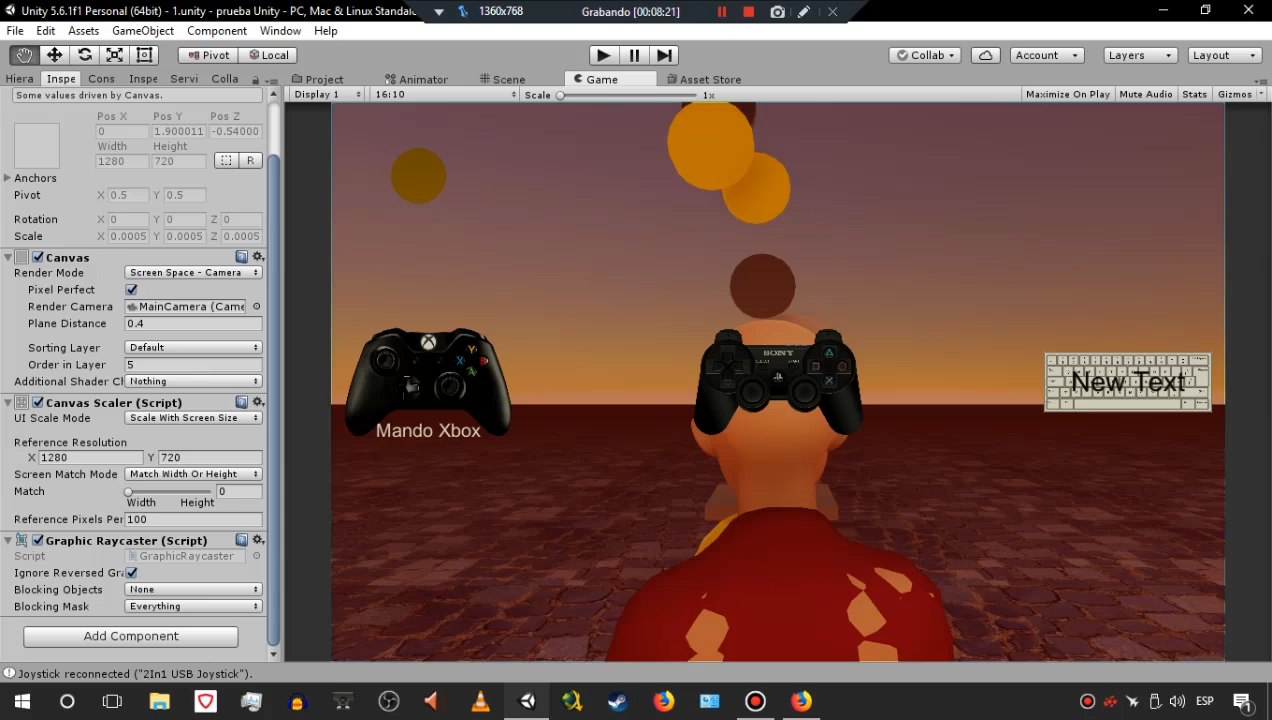 Unity 5.6.1f1 Personal (64bit) - 1.unity - prueba Unity - PC, Mac & Linux Standalo
1360x768
Grabando [00:08:21]
File Edit Assets GameObject Component Window Help
Pivot Local
Collab Account Layers Layout
Hiera Inspe Cons Inspe Servi Colla
Project Animator Scene Game Asset Store
Some values driven by Canvas.
Display 1 16:10 Scale 1x
Maximize On Play Mute Audio Stats Gizmos
Pos X Pos Y Pos Z
0 1.900011 -0.54000
Width Height
1280 720 R
Anchors
Pivot X 0.5 Y 0.5
Rotation X 0 Y 0 Z 0
Scale X 0.0005 Y 0.0005 Z 0.0005
Canvas
Render Mode Screen Space - Camera
Pixel Perfect
Render Camera MainCamera (Came
Plane Distance 0.4
Sorting Layer Default
Order in Layer 5
Additional Shader Ch Nothing
Canvas Scaler (Script)
UI Scale Mode Scale With Screen Size
Reference Resolution
X 1280 Y 720
Screen Match Mode Match Width Or Height
Match 0
Width Height
Reference Pixels Per 100
Graphic Raycaster (Script)
Script GraphicRaycaster
Ignore Reversed Gra
Blocking Objects None
Blocking Mask Everything
Add Component
Y
X B
A
Mando Xbox
SONY
New Text
Joystick reconnected ("2In1 USB Joystick").
ESP
1